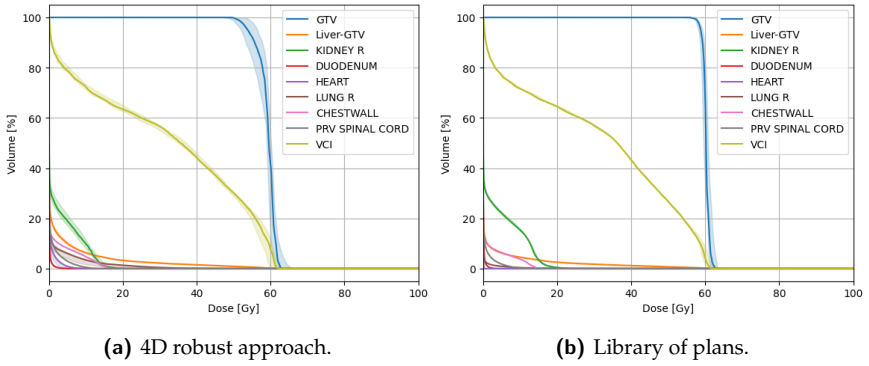 100
80
60
40
20
0
Volume [%]
0 20 40 60 80 100
Dose [Gy]
GTV
Liver-GTV
KIDNEY R
DUODENUM
HEART
LUNG R
CHESTWALL
PRV SPINAL CORD
VCI
(a) 4D robust approach.
100
80
60
40
20
0
Volume [%]
0 20 40 60 80 100
Dose [Gy]
GTV
Liver-GTV
KIDNEY R
DUODENUM
HEART
LUNG R
CHESTWALL
PRV SPINAL CORD
VCI
(b) Library of plans.